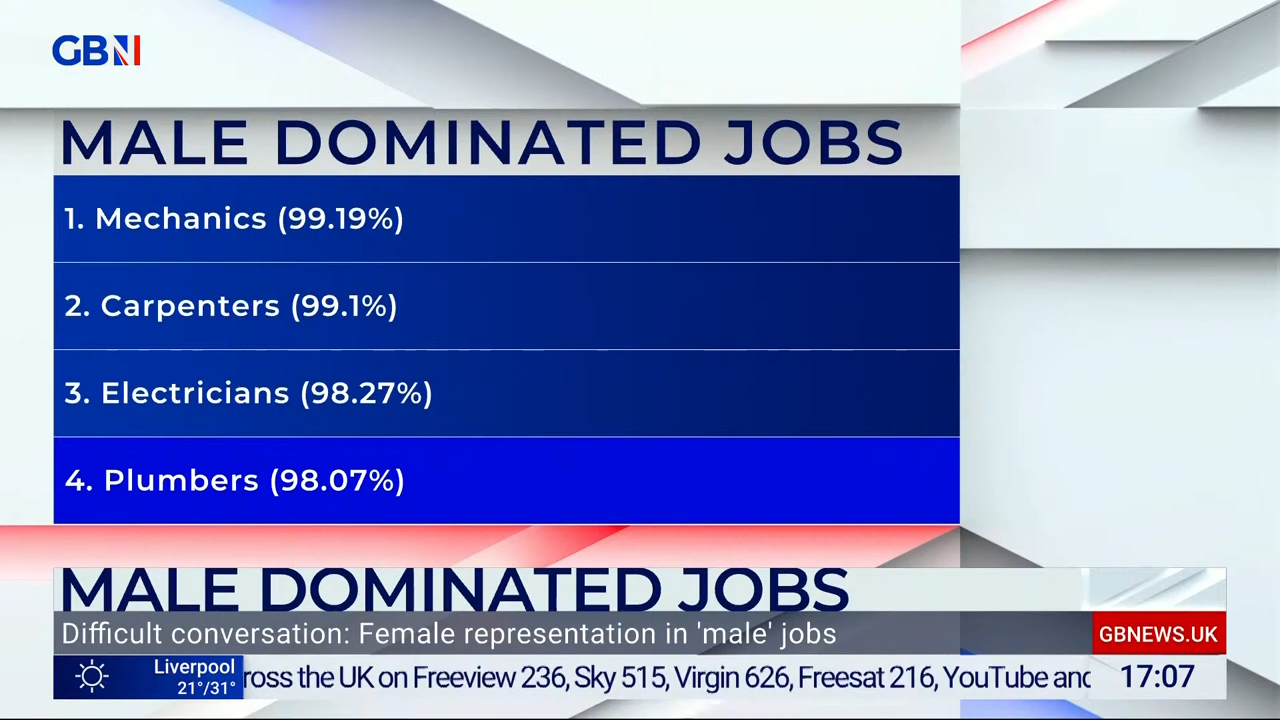 GBN
MALE DOMINATED JOBS
1. Mechanics (99.19%)
2. Carpenters (99.1%)
3. Electricians (98.27%)
4. Plumbers (98.07%)
MALE DOMINATED JOBS
Difficult conversation: Female representation in 'male' jobs
GBNEWS.UK
Liverpool
21°/31°
ross the UK on Freeview 236, Sky 515, Virgin 626, Freesat 216, YouTube and
17:07